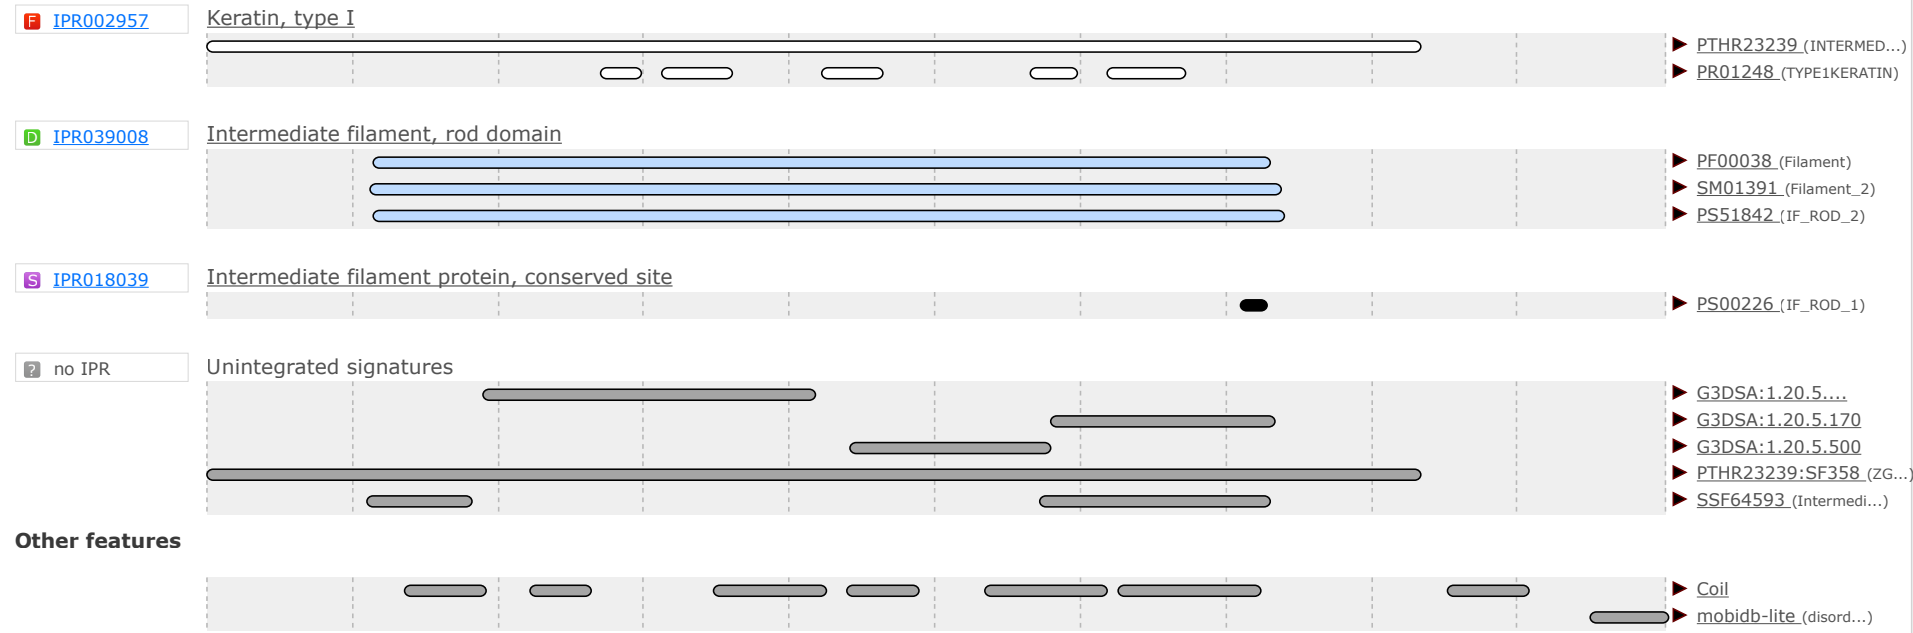 F IPR002957 Keratin, type I
PTHR23239 (INTERMED...)
PR01248 (TYPE1KERATIN)
D IPR039008 Intermediate filament, rod domain
PF00038 (Filament)
SM01391 (Filament_2)
PS51842 (IF_ROD_2)
S IPR018039 Intermediate filament protein, conserved site
PS00226 (IF_ROD_1)
? no IPR Unintegrated signatures
G3DSA:1.20.5....
G3DSA:1.20.5.170
G3DSA:1.20.5.500
PTHR23239:SF358 (ZG...)
SSF64593 (Intermedi...)
Other features
Coil
mobidb-lite (disord...)